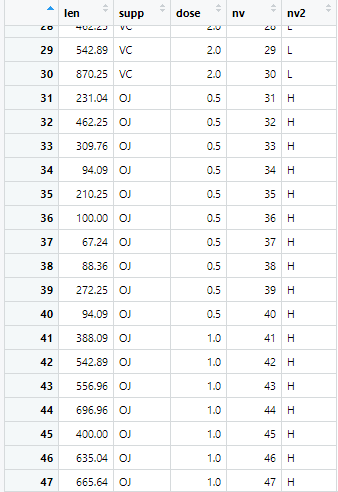 len supp dose nv nv2
28 462.25 VC 2.0 28 L
29 542.89 VC 2.0 29 L
30 870.25 VC 2.0 30 L
31 231.04 OJ 0.5 31 H
32 462.25 OJ 0.5 32 H
33 309.76 OJ 0.5 33 H
34 94.09 OJ 0.5 34 H
35 210.25 OJ 0.5 35 H
36 100.00 OJ 0.5 36 H
37 67.24 OJ 0.5 37 H
38 88.36 OJ 0.5 38 H
39 272.25 OJ 0.5 39 H
40 94.09 OJ 0.5 40 H
41 388.09 OJ 1.0 41 H
42 542.89 OJ 1.0 42 H
43 556.96 OJ 1.0 43 H
44 696.96 OJ 1.0 44 H
45 400.00 OJ 1.0 45 H
46 635.04 OJ 1.0 46 H
47 665.64 OJ 1.0 47 H